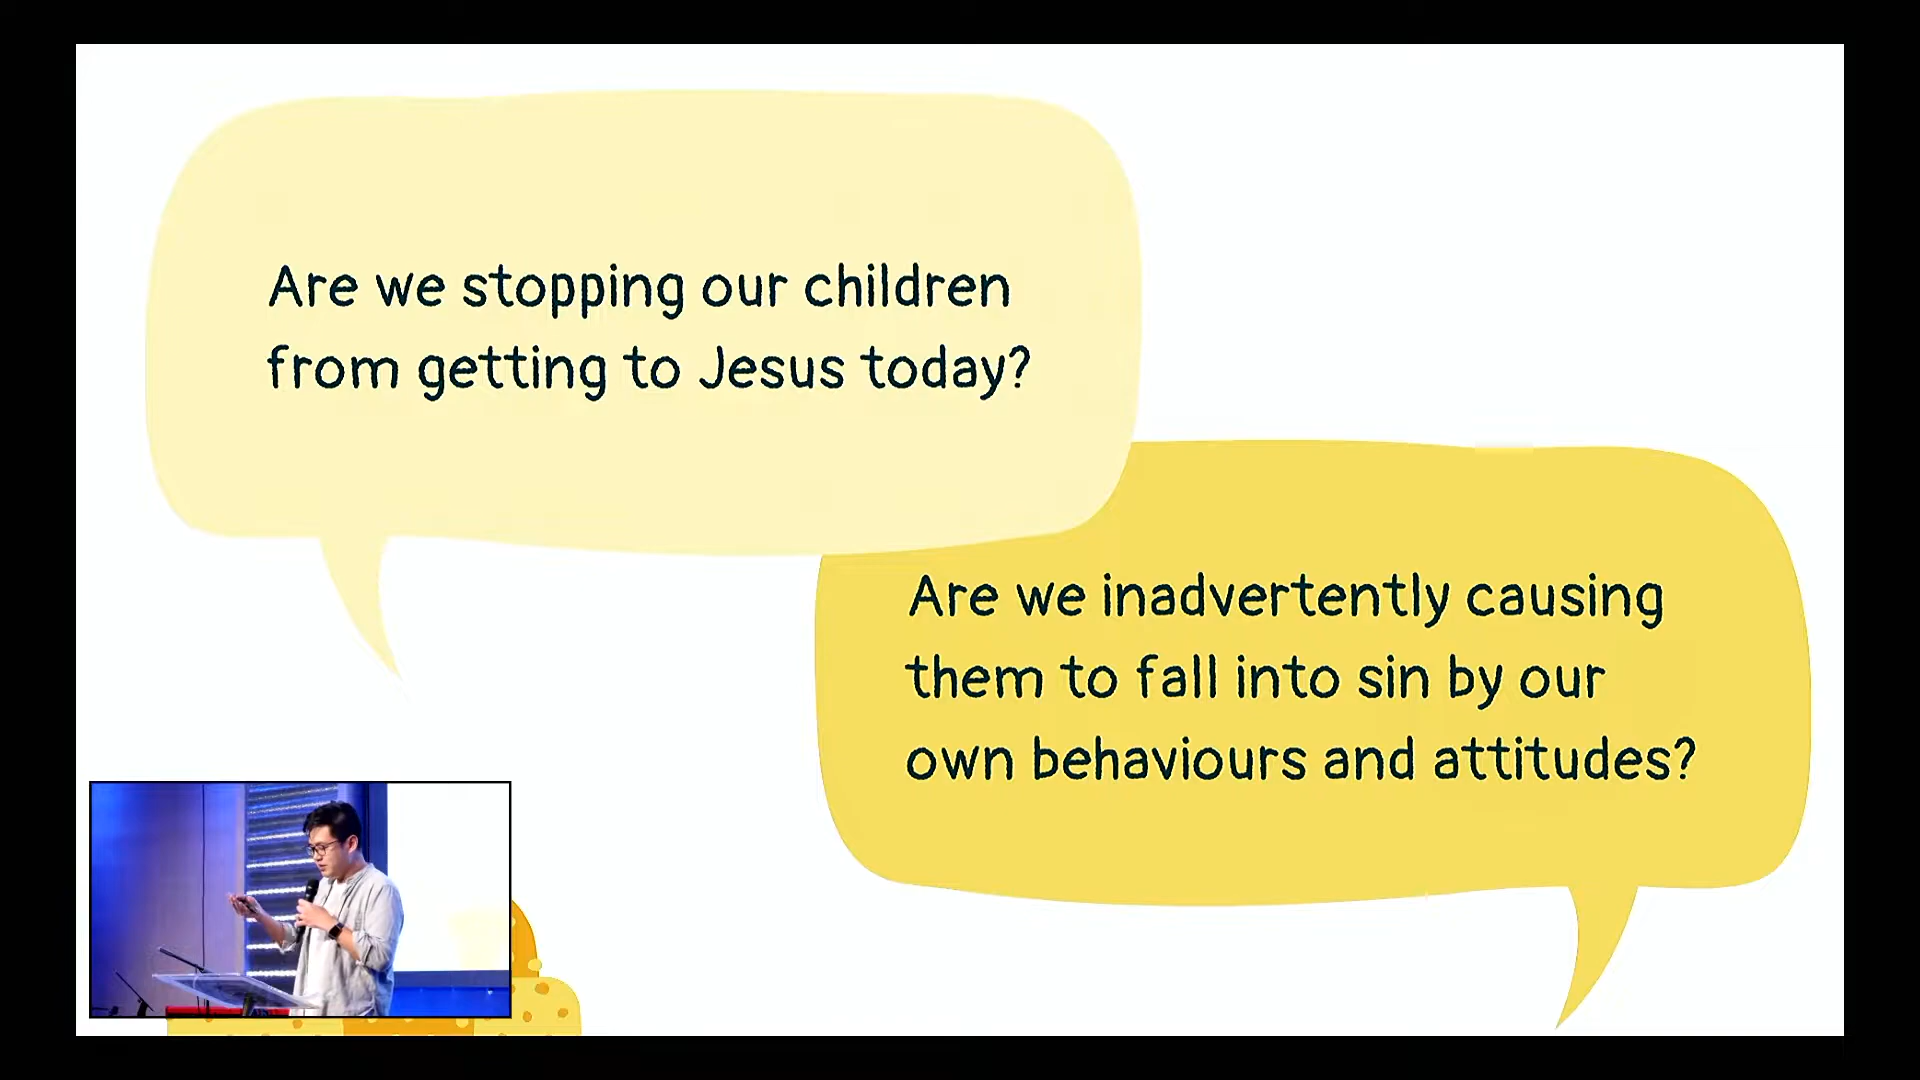 Are we stopping our children
from getting to Jesus today?
Are we inadvertently causing
them to fall into sin by our
own behaviours and attitudes?